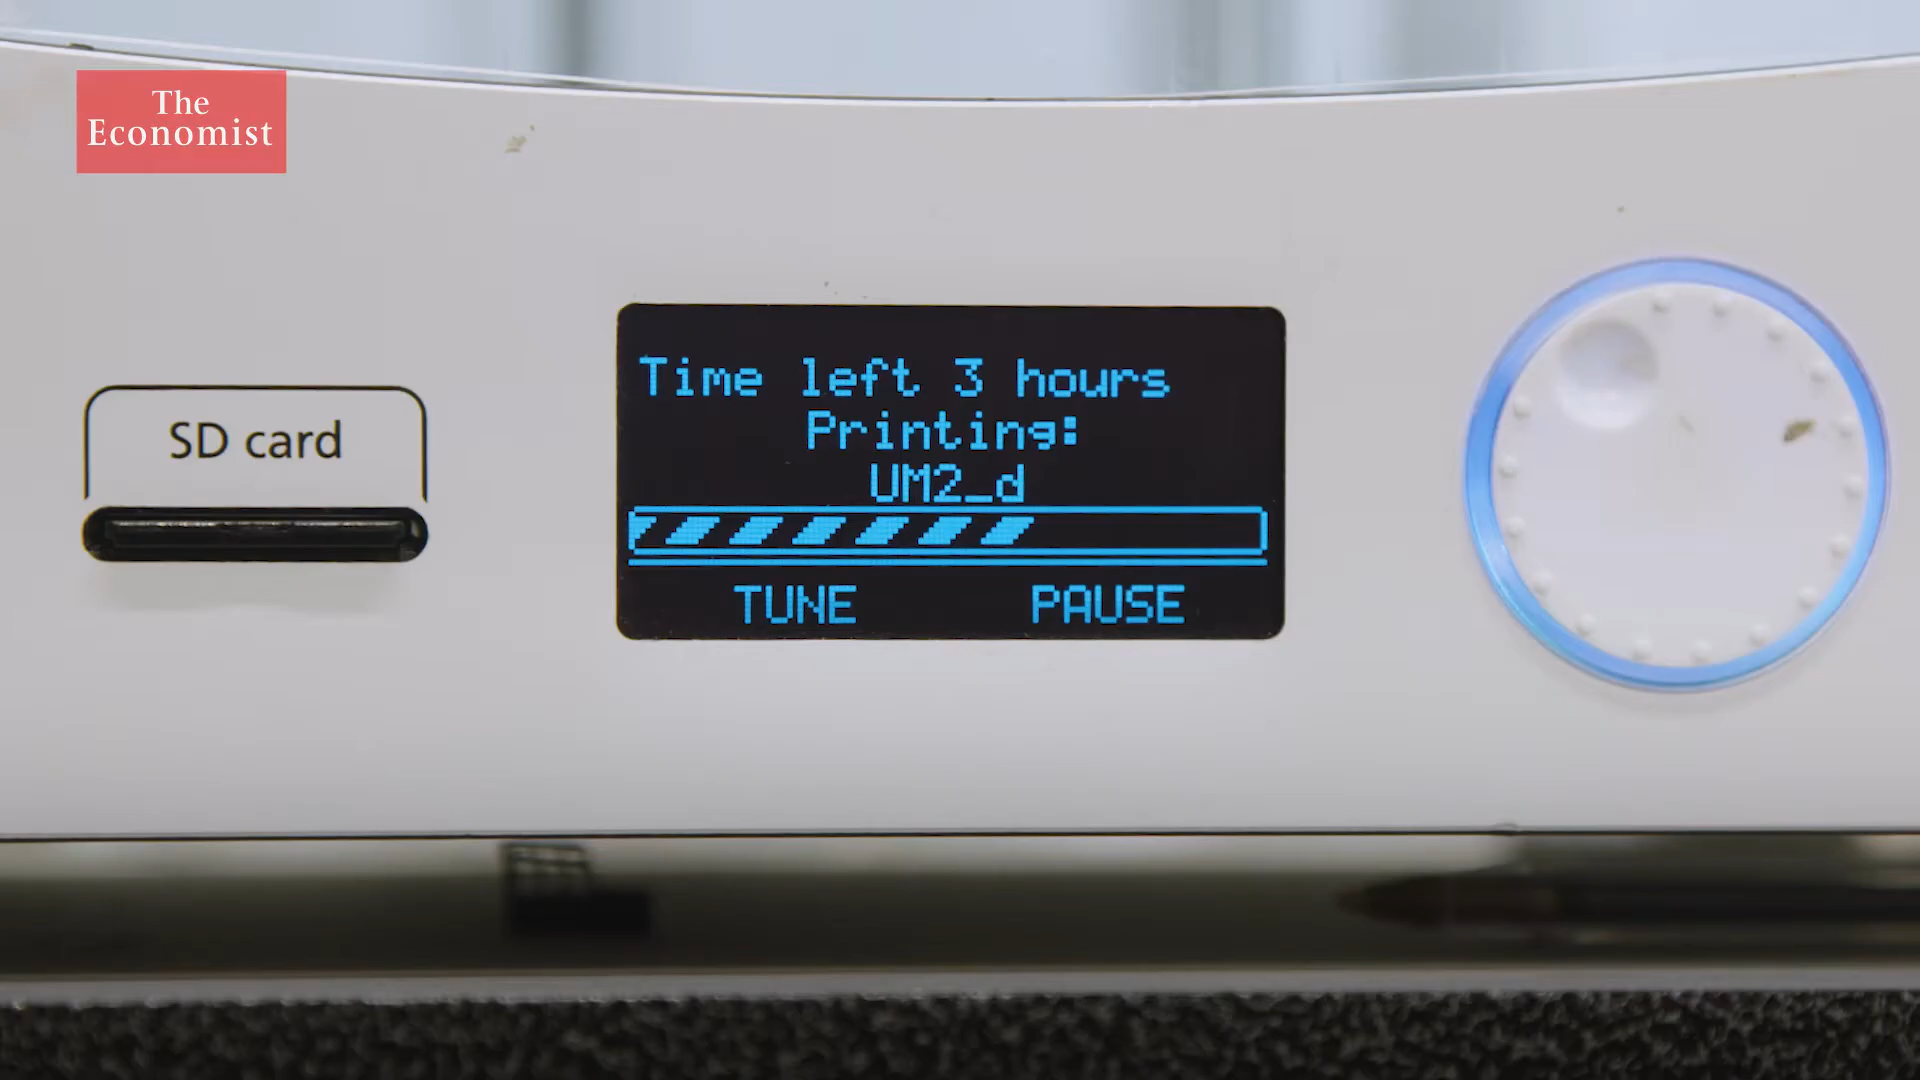 The
Economist
SD card
Time left 3 hours
Printing:
UM2_d
TUNE PAUSE